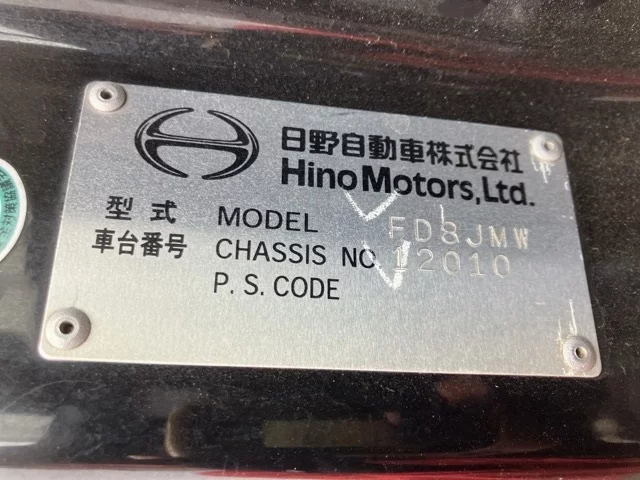 日野自動車株式会社
Hino Motors, Ltd.
型式 MODEL FD8JMW
車台番号 CHASSIS NO. 12010
P. S. CODE